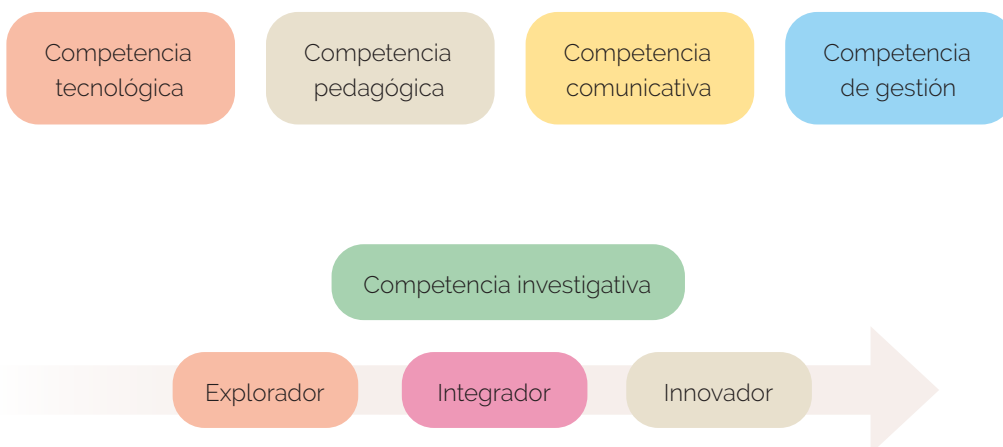 Competencia
tecnológica
Competencia
pedagógica
Competencia
comunicativa
Competencia
de gestión
Competencia investigativa
Explorador
Integrador
Innovador